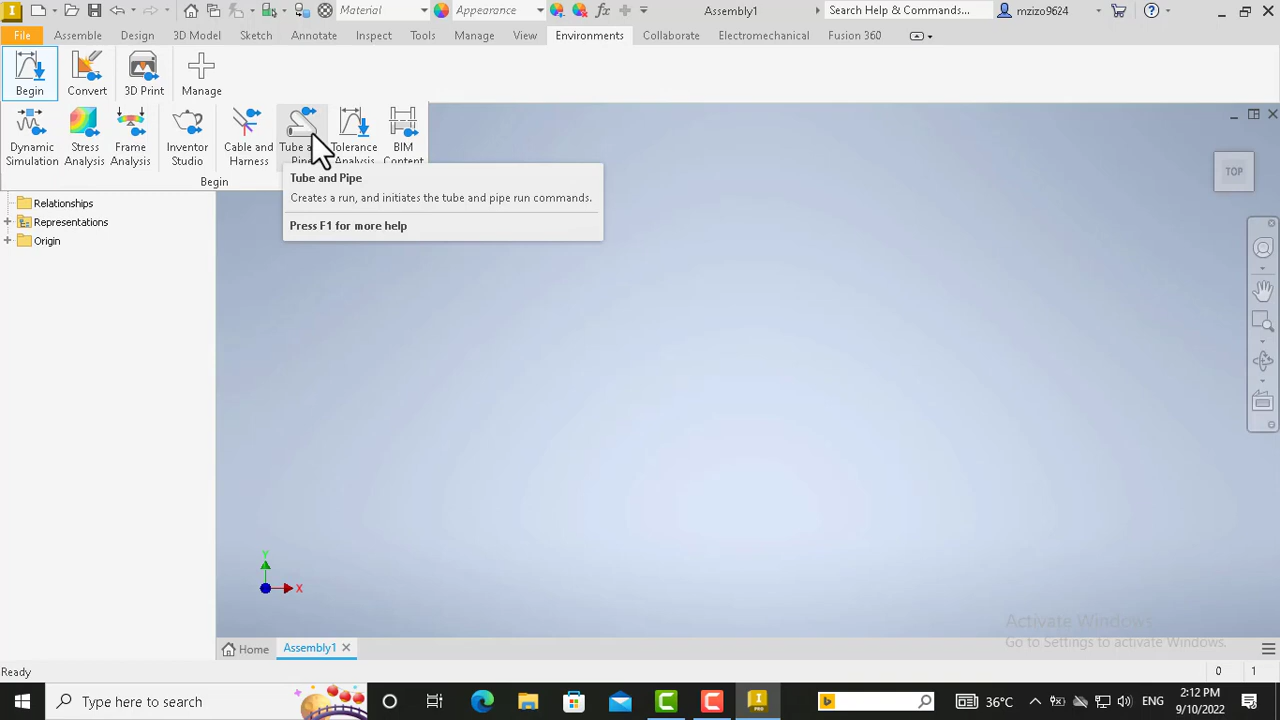 Material
Appearance
fx
Assembly1
Search Help & Commands...
mzizo9624
File
Assemble
Design
3D Model
Sketch
Annotate
Inspect
Tools
Manage
View
Environments
Collaborate
Electromechanical
Fusion 360
Begin
Convert
3D Print
Manage
Dynamic
Simulation
Stress
Analysis
Frame
Analysis
Inventor
Studio
Cable and
Harness
Tolerance
Analysis
BIM
Content
Begin
Tube and Pipe
Creates a run, and initiates the tube and pipe run commands.
Press F1 for more help
Relationships
Representations
Origin
TOP
Y
X
Activate Windows
Go to Settings to activate Windows.
Home
Assembly1
Ready
0
1
Type here to search
PRO
36°C
ENG
2:12 PM
9/10/2022